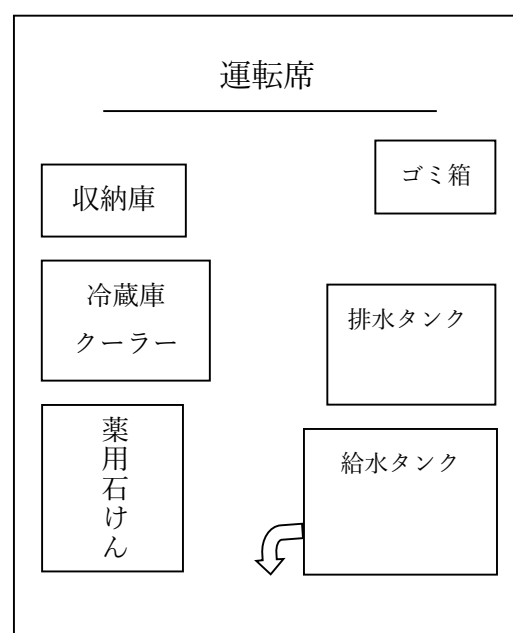 運転席
ゴミ箱
収納庫
冷蔵庫
クーラー
排水タンク
薬用石けん
給水タンク